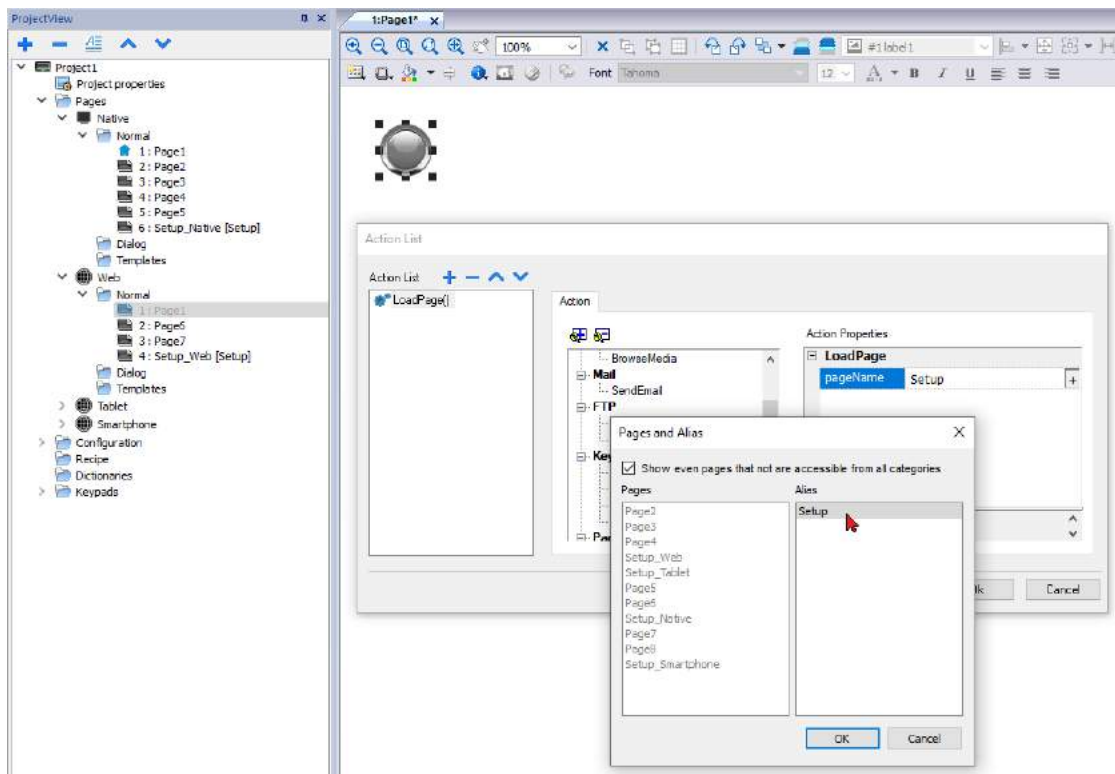 ProjectView
Project1
Project properties
Pages
Native
Normal
1 : Page1
2 : Page2
3 : Page3
4 : Page4
5 : Page5
6 : Setup_Native [Setup]
Dialog
Templates
Web
Normal
1 : Page1
2 : Page6
3 : Page7
4 : Setup_Web [Setup]
Dialog
Templates
Tablet
Smartphone
Configuration
Recipe
Dictionaries
Keypads
1:Page1* x
100%
#1 label1
Font Tahoma 12 A B I U
Action List
Action List
LoadPage()
Action
BrowseMedia
Mail
SendEmail
FTP
Key
Action Properties
LoadPage
pageName Setup
Pages and Alias
Show even pages that not are accessible from all categories
Pages Alias
Page2 Setup
Page3
Page4
Setup_Web
Setup_Tablet
Page5
Page6
Setup_Native
Page7
Page8
Setup_Smartphone
OK Cancel
Cancel